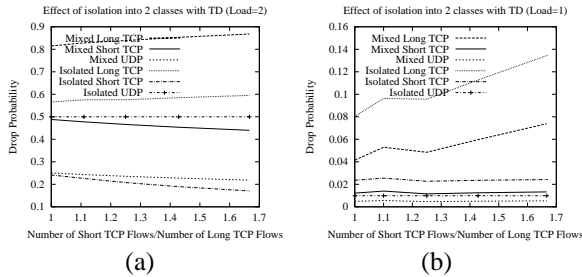 Effect of isolation into 2 classes with TD (Load=2)
Drop Probability
0.9
0.8
0.7
0.6
0.5
0.4
0.3
0.2
0.1
Mixed Long TCP
Mixed Short TCP
Mixed UDP
Isolated Long TCP
Isolated Short TCP
Isolated UDP
1 1.1 1.2 1.3 1.4 1.5 1.6 1.7
Number of Short TCP Flows/Number of Long TCP Flows
(a)
Effect of isolation into 2 classes with TD (Load=1)
Drop Probability
0.16
0.14
0.12
0.1
0.08
0.06
0.04
0.02
0
Mixed Long TCP
Mixed Short TCP
Mixed UDP
Isolated Long TCP
Isolated Short TCP
Isolated UDP
1 1.1 1.2 1.3 1.4 1.5 1.6 1.7
Number of Short TCP Flows/Number of Long TCP Flows
(b)